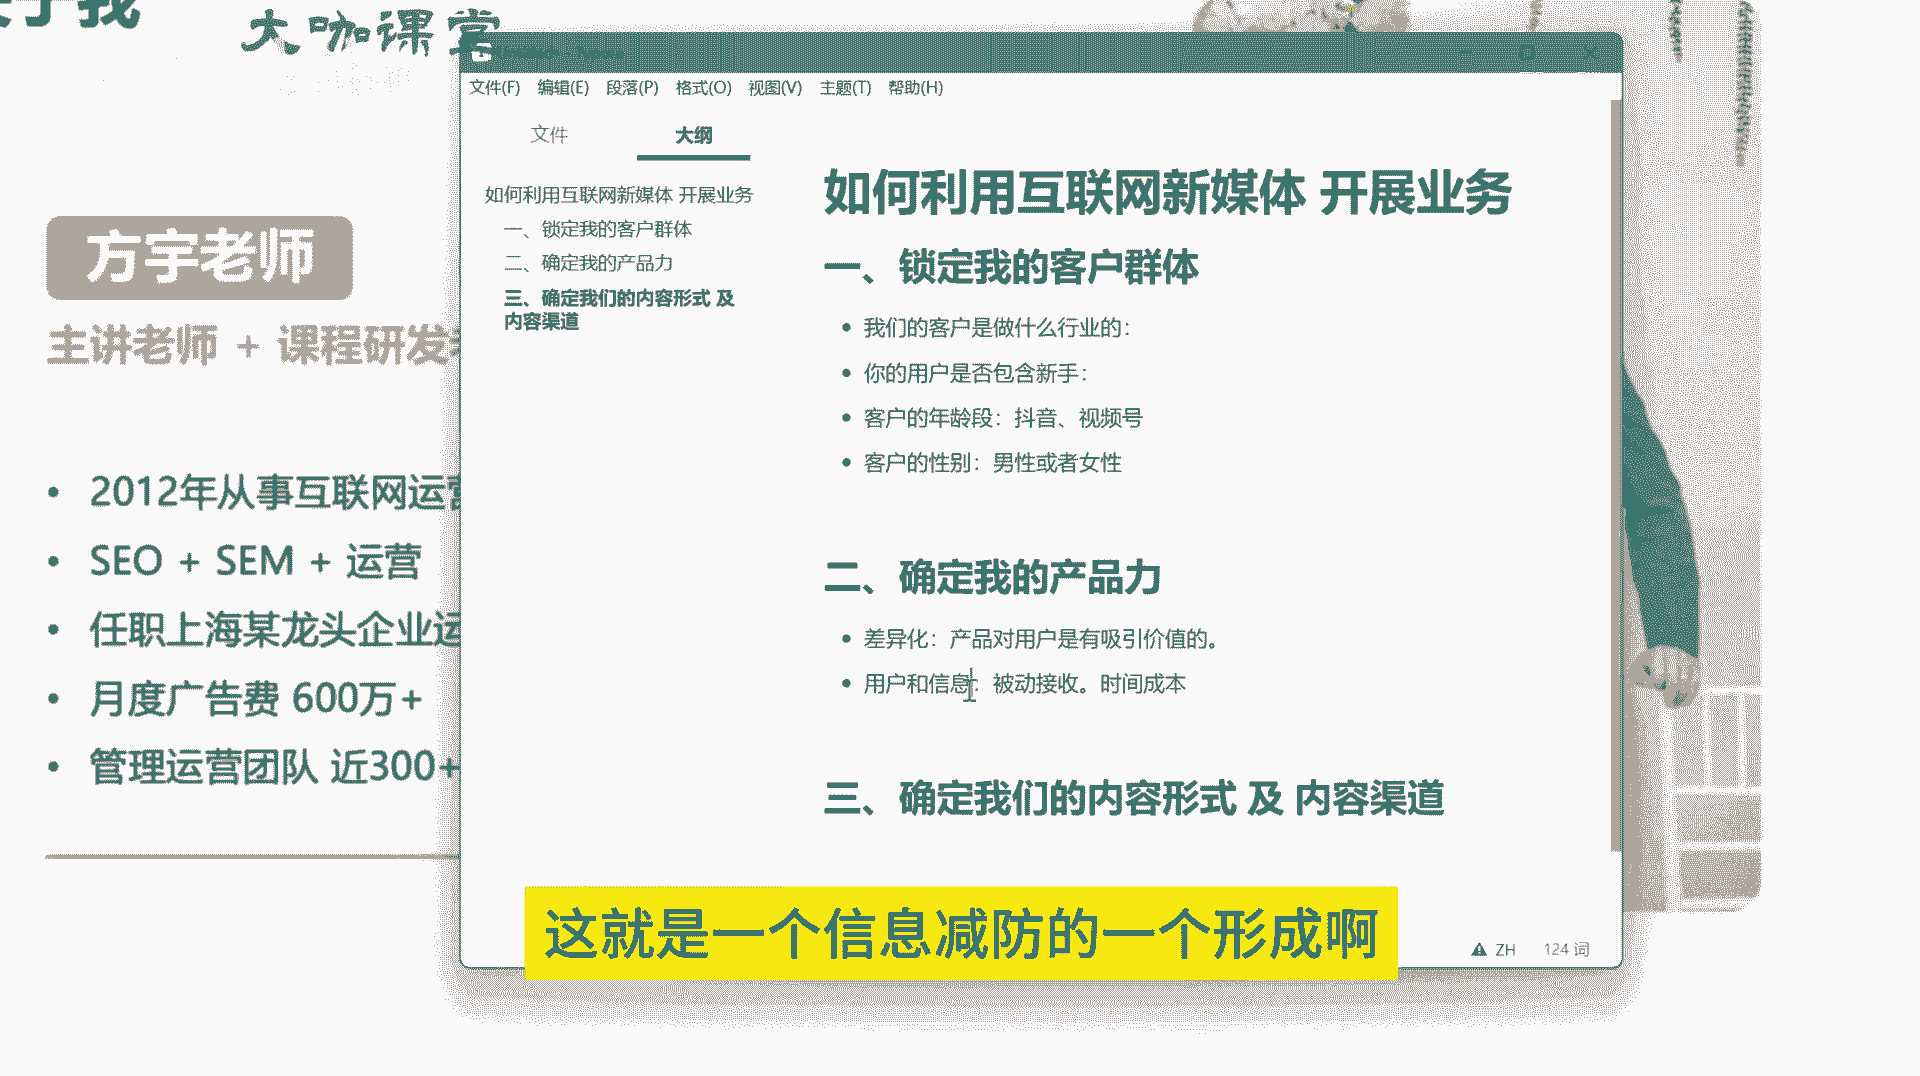 大咖课堂
方宇老师
主讲老师 + 课程研发
2012年从事互联网运营
SEO + SEM + 运营
任职上海某龙头企业运
月度广告费 600万+
管理运营团队 近300+
文件(F) 编辑(E) 段落(P) 格式(O) 视图(V) 主题(T) 帮助(H)
文件 大纲
如何利用互联网新媒体 开展业务
一、锁定我的客户群体
二、确定我的产品力
三、确定我们的内容形式 及
内容渠道
如何利用互联网新媒体 开展业务
一、锁定我的客户群体
我们的客户是做什么行业的：
你的用户是否包含新手：
客户的年龄段：抖音、视频号
客户的性别：男性或者女性
二、确定我的产品力
差异化：产品对用户是有吸引价值的。
用户和信息：被动接收。时间成本
三、确定我们的内容形式 及 内容渠道
这就是一个信息减防的一个形成啊
ZH 124 词